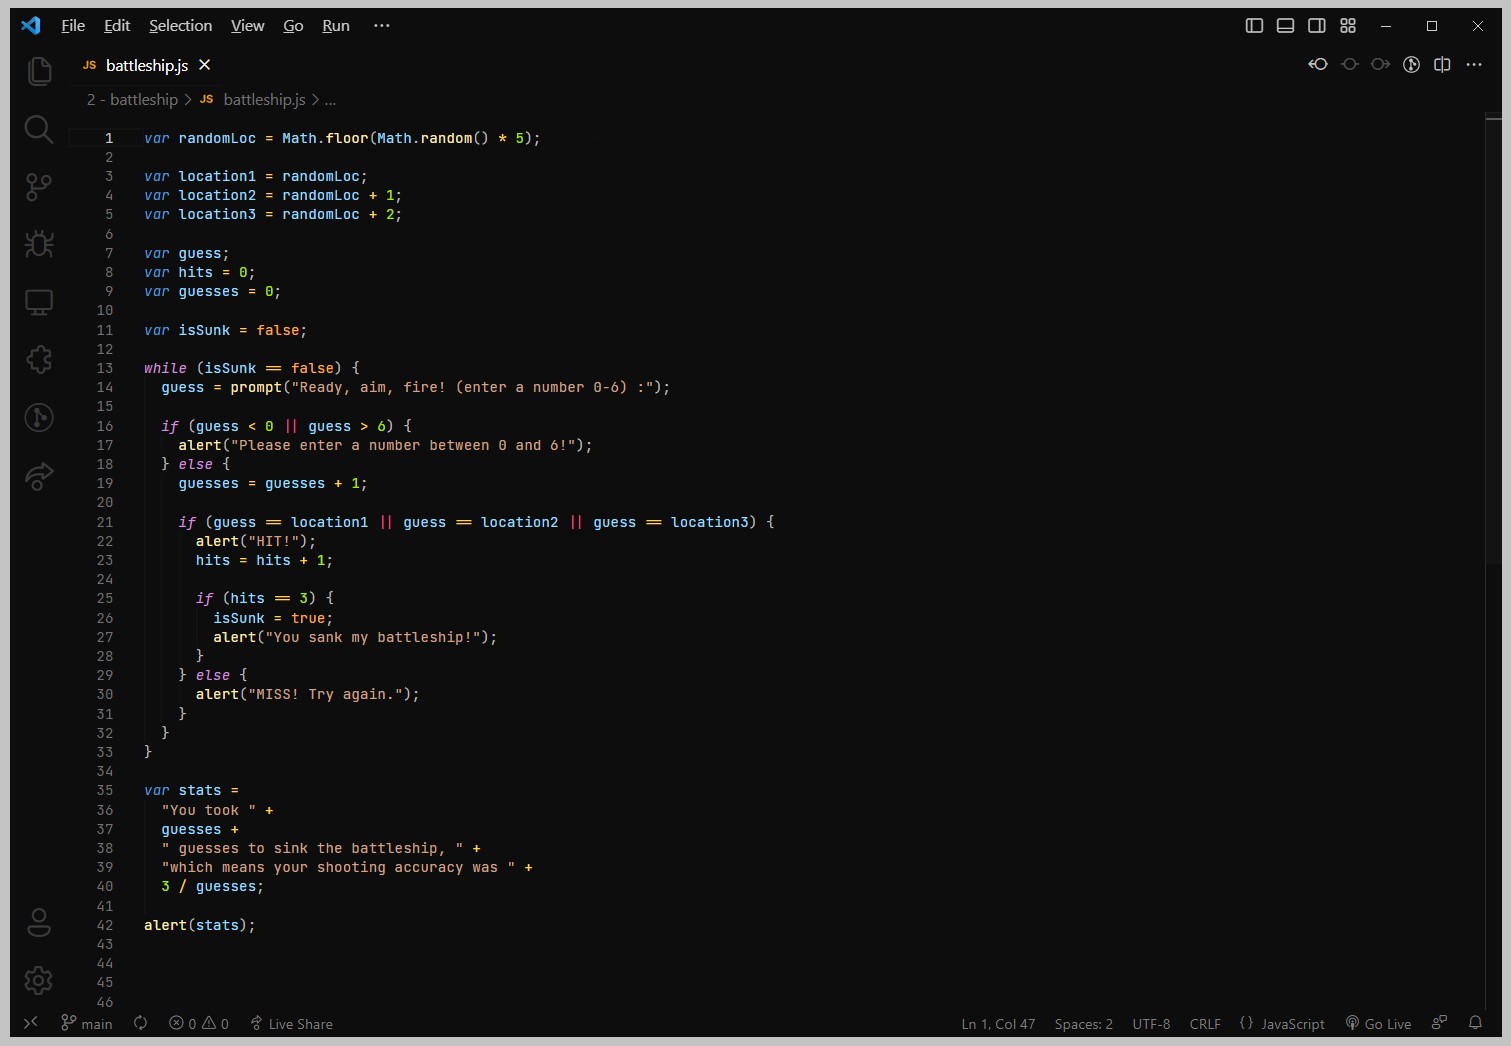 File Edit Selection View Go Run ···
JS battleship.js
2 - battleship > JS battleship.js > ...
1 var randomLoc = Math.floor(Math.random() * 5);
2
3 var location1 = randomLoc;
4 var location2 = randomLoc + 1;
5 var location3 = randomLoc + 2;
6
7 var guess;
8 var hits = 0;
9 var guesses = 0;
10
11 var isSunk = false;
12
13 while (isSunk == false) {
14 guess = prompt("Ready, aim, fire! (enter a number 0-6) :");
15
16 if (guess < 0 || guess > 6) {
17 alert("Please enter a number between 0 and 6!");
18 } else {
19 guesses = guesses + 1;
20
21 if (guess == location1 || guess == location2 || guess == location3) {
22 alert("HIT!");
23 hits = hits + 1;
24
25 if (hits == 3) {
26 isSunk = true;
27 alert("You sank my battleship!");
28 }
29 } else {
30 alert("MISS! Try again.");
31 }
32 }
33 }
34
35 var stats =
36 "You took " +
37 guesses +
38 " guesses to sink the battleship, " +
39 "which means your shooting accuracy was " +
40 3 / guesses;
41
42 alert(stats);
43
44
45
46
main 0 0 Live Share Ln 1, Col 47 Spaces: 2 UTF-8 CRLF {} JavaScript Go Live